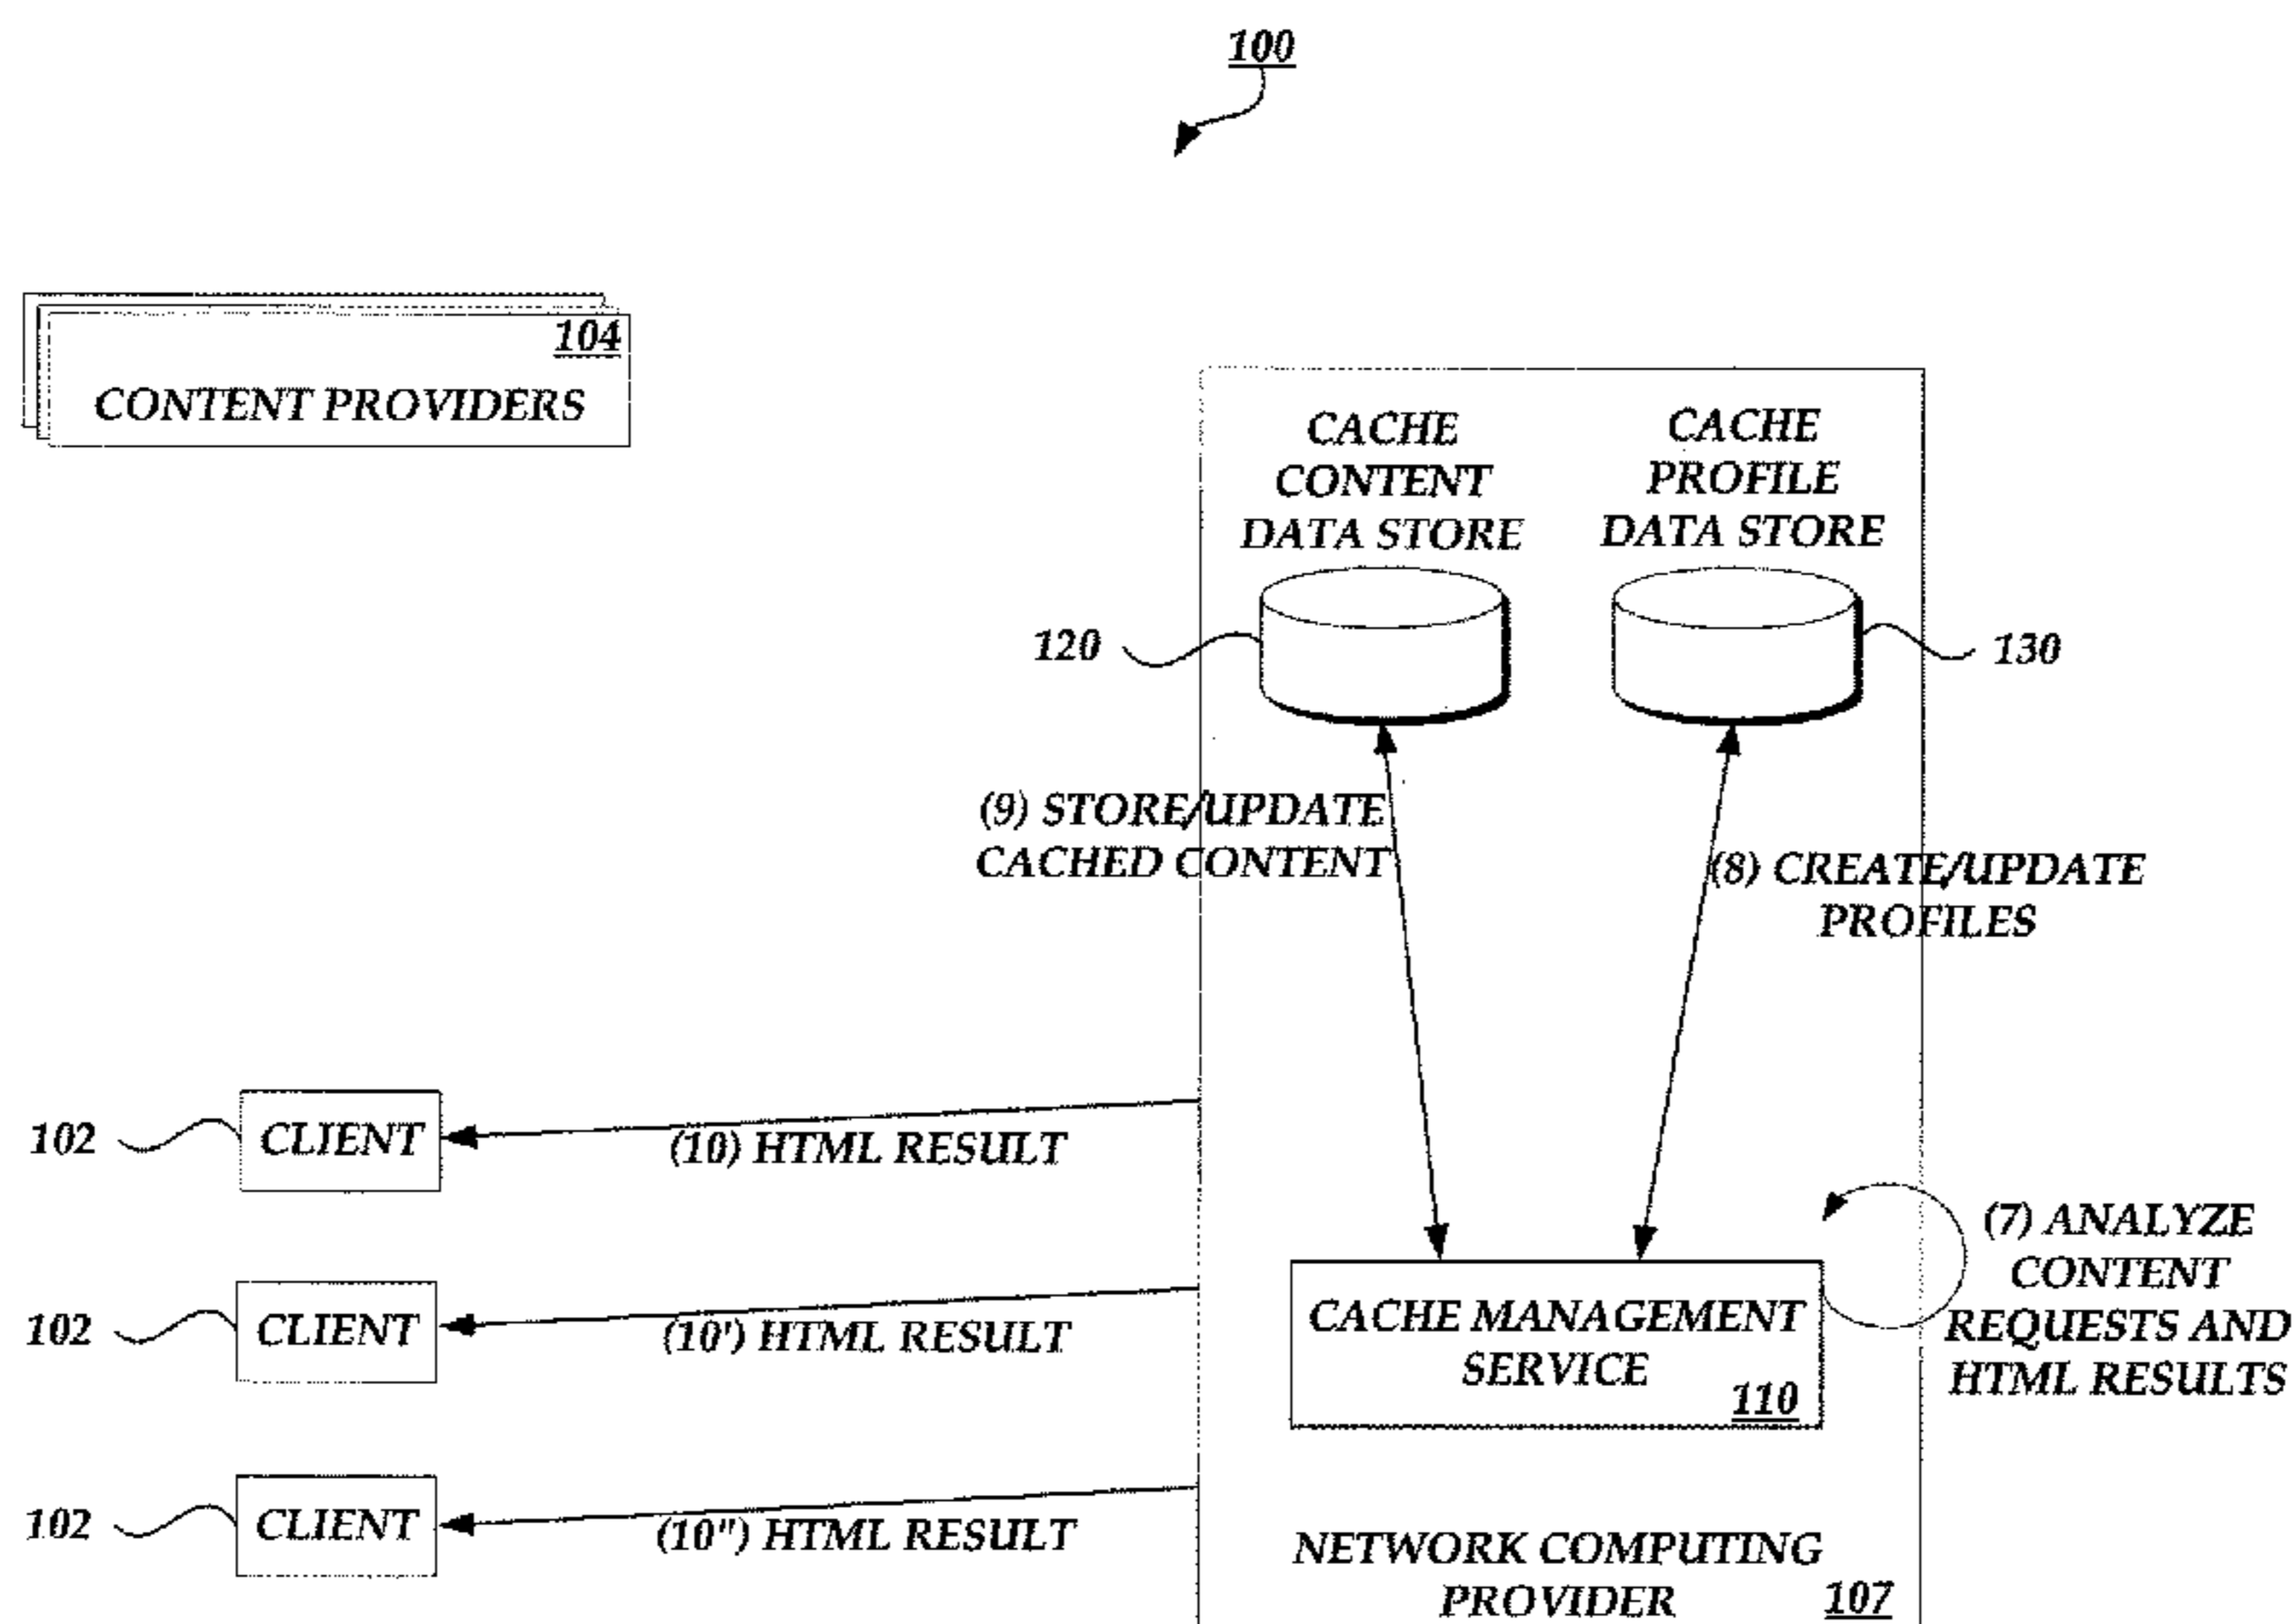 100
104
CONTENT PROVIDERS
CACHE
CONTENT
DATA STORE
CACHE
PROFILE
DATA STORE
120
130
(9) STORE/UPDATE
CACHED CONTENT
(8) CREATE/UPDATE
PROFILES
102
CLIENT
(10) HTML RESULT
(7) ANALYZE
CONTENT
REQUESTS AND
HTML RESULTS
102
CLIENT
(10') HTML RESULT
CACHE MANAGEMENT
SERVICE
110
102
CLIENT
(10") HTML RESULT
NETWORK COMPUTING
PROVIDER
107